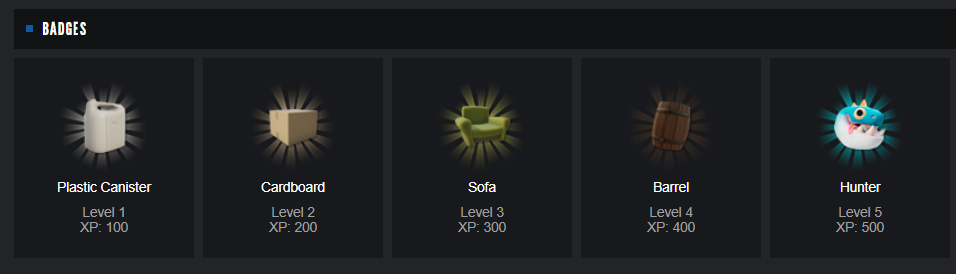 BADGES
Plastic Canister
Level 1
XP: 100
Cardboard
Level 2
XP: 200
Sofa
Level 3
XP: 300
Barrel
Level 4
XP: 400
Hunter
Level 5
XP: 500